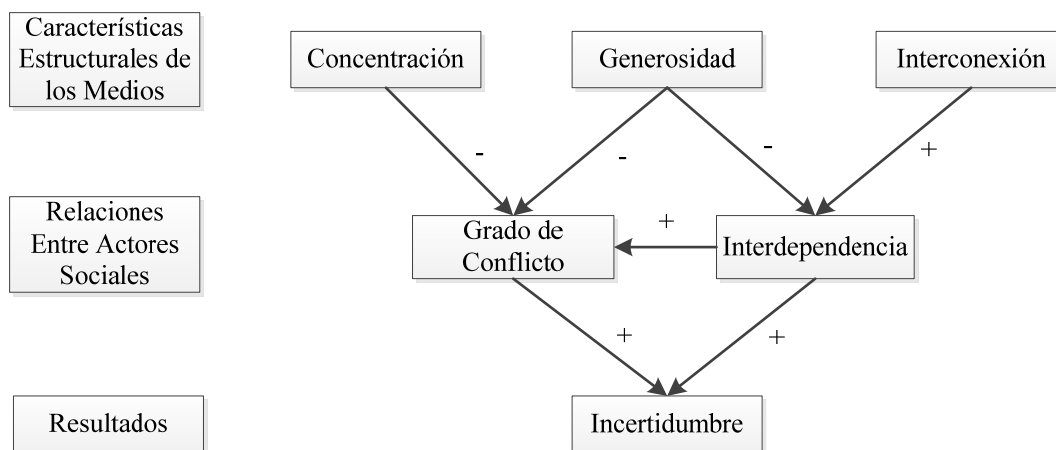 Características
Estructurales de
los Medios
Concentración
Generosidad
Interconexión
-
-
-
+
Relaciones
Entre Actores
Sociales
Grado de
Conflicto
+
Interdependencia
+
+
Resultados
Incertidumbre